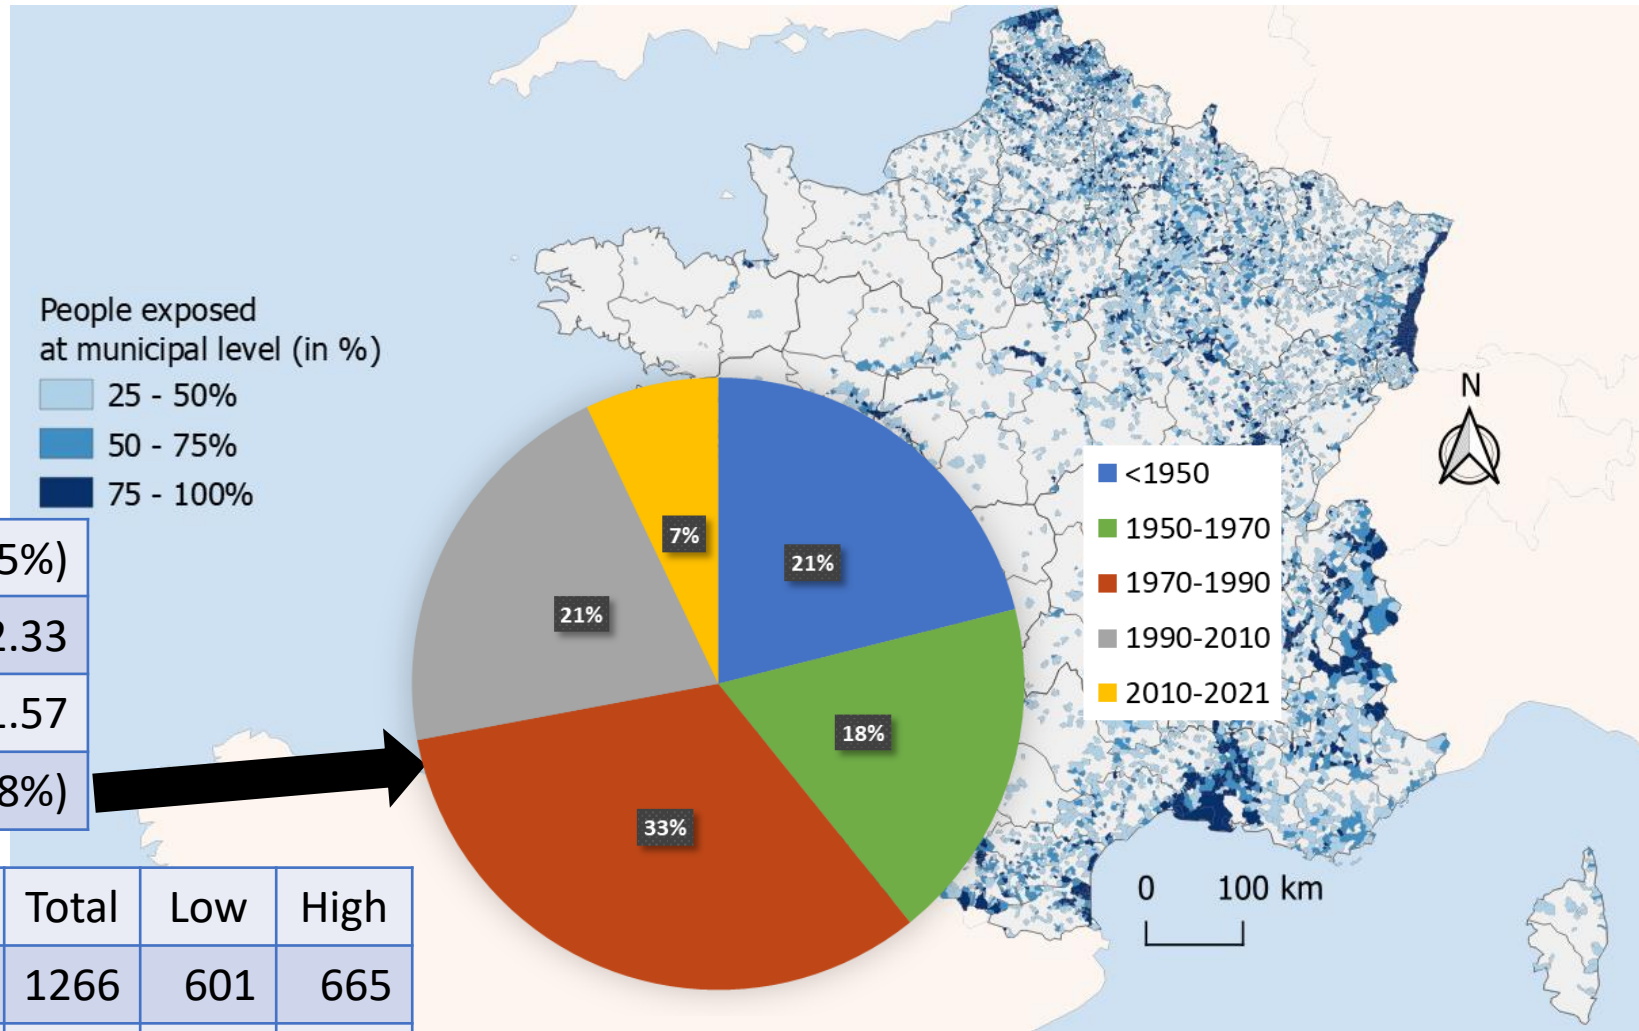 People exposed
at municipal level (in %)
25 - 50%
50 - 75%
75 - 100%
5%)
2.33
1.57
8%)
Total Low High
1266 601 665
7%
21%
21%
18%
33%
<1950
1950-1970
1970-1990
1990-2010
2010-2021
N
0 100 km